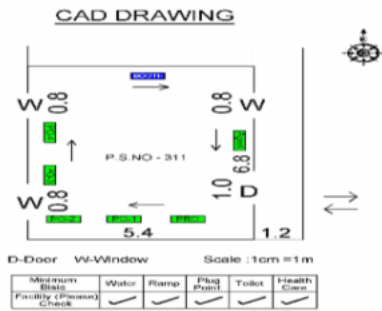 CAD DRAWING
BOOTH
W 0.8
0.8 W
P.S.NO - 311
6.8
W 0.8
1.0 D
PO-2 PO-1 PRO
5.4 1.2
D-Door W-Window Scale :1cm =1m
Minimum Basic Facility (Please) Check
Water
Ramp
Plug Point
Toilet
Health Care